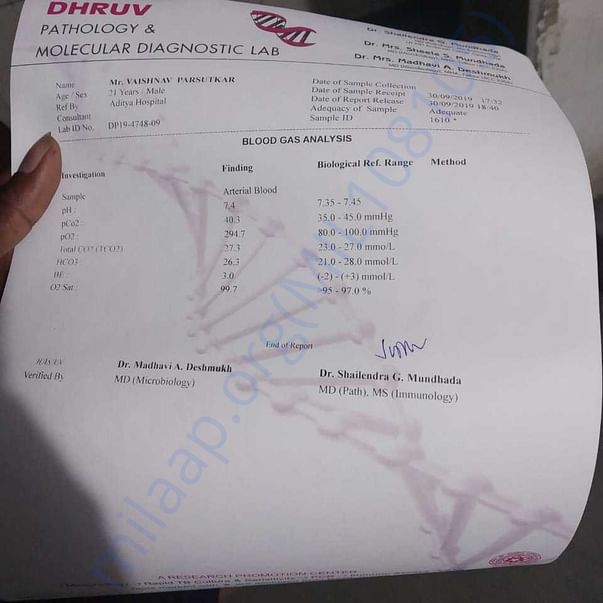 DHRUV
PATHOLOGY &
MOLECULAR DIAGNOSTIC LAB
Dr. Shailendra G. Mundhada
Dr. Mrs. Sheela S. Mundhada
Dr. Mrs. Madhavi A. Deshmukh
Name Mr. VAISHNAV PARSUTKAR
Age / Sex 21 Years / Male
Ref By Aditya Hospital
Consultant
Lab ID No. DP19-4748-09
Date of Sample Collection
Date of Sample Receipt 30/09/2019 17:32
Date of Report Release 30/09/2019 18:40
Adequacy of Sample Adequate
Sample ID 1610 *
BLOOD GAS ANALYSIS
Investigation Finding Biological Ref. Range Method
Sample Arterial Blood
pH : 7.4 7.35 - 7.45
pCo2 : 40.3 35.0 - 45.0 mmHg
pO2 : 294.7 80.0 - 100.0 mmHg
Total CO2 (TCO2) 27.3 23.0 - 27.0 mmo/L
HCO3 : 26.3 21.0 - 28.0 mmol/L
BE : 3.0 (-2) - (+3) mmol/L
O2 Sat : 99.7 >95 - 97.0 %
End of Report
HASAN
Verified By
Dr. Madhavi A. Deshmukh
MD (Microbiology)
Dr. Shailendra G. Mundhada
MD (Path), MS (Immunology)
A RESEARCH PROMOTION CENTER
milaap.org